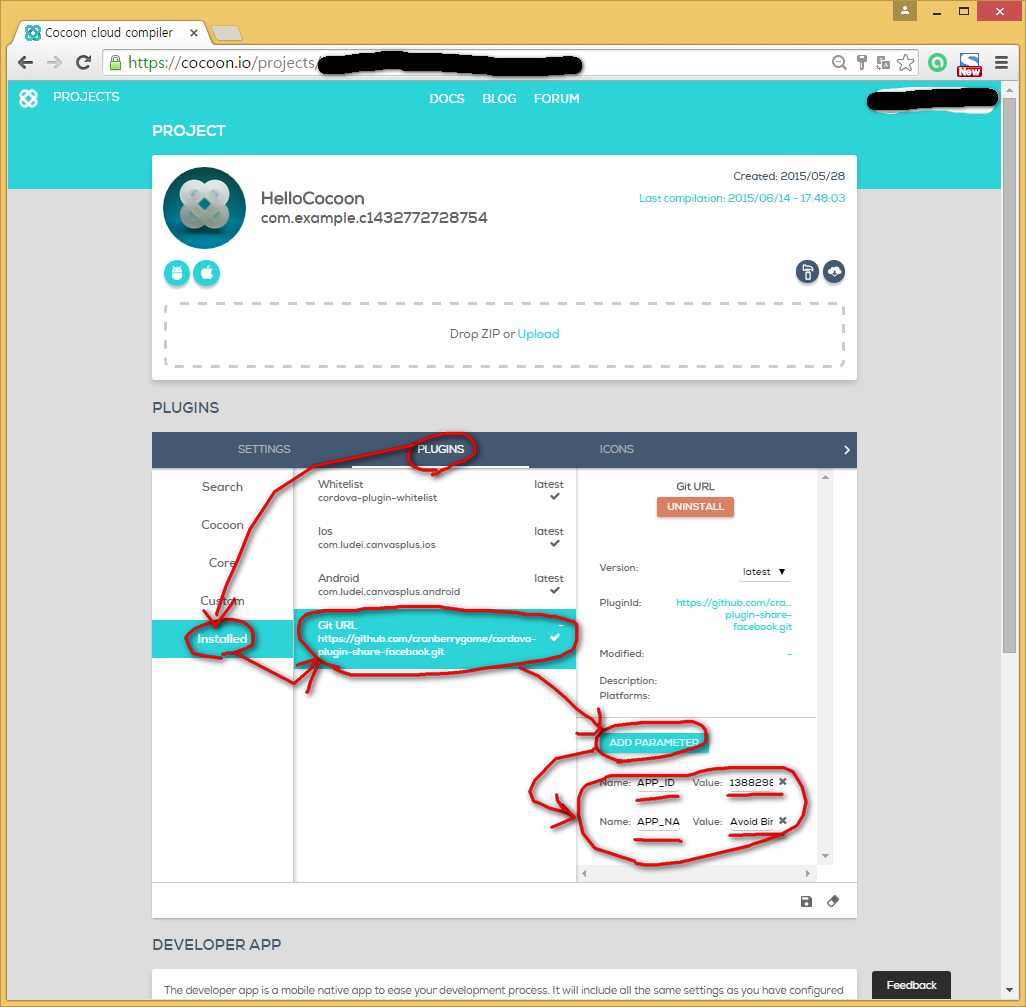 Cocoon cloud compiler
https://cocoon.io/projects/
New
PROJECTS
DOCS BLOG FORUM
PROJECT
Created: 2015/05/28
HelloCocoon
Last compilation: 2015/06/14 - 17:48:03
com.example.c1432772728754
Drop ZIP or Upload
PLUGINS
SETTINGS PLUGINS ICONS
Search
Cocoon
Core
Custom
Installed
Whitelist latest
cordova-plugin-whitelist
Ios latest
com.ludei.canvasplus.ios
Android latest
com.ludei.canvasplus.android
Git URL -
https://github.com/cranberrygame/cordova-
plugin-share-facebook.git
Git URL
UNINSTALL
Version: latest
PluginId: https://github.com/cra...
plugin-share-
facebook.git
Modified: -
Description:
Platforms:
ADD PARAMETER
Name: APP_ID Value: 1388298
Name: APP_NA Value: Avoid Bir
DEVELOPER APP
The developer app is a mobile native app to ease your development process. It will include all the same settings as you have configured
Feedback